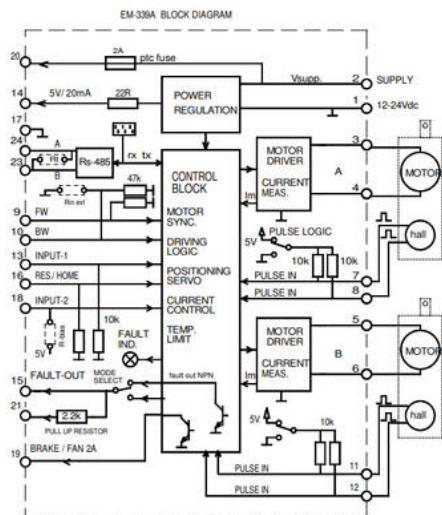 EM-339A BLOCK DIAGRAM
20
2A
ptc fuse
Vsupp.
2
SUPPLY
14
5V/ 20mA
22R
POWER
REGULATION
1
12-24Vdc
17
24
A
23
B
Rt
Rs-485
rx tx
Rin ext
47k
CONTROL
BLOCK
MOTOR
DRIVER
CURRENT
MEAS.
A
Im
3
4
MOTOR
9
FW
10
BW
MOTOR
SYNC.
DRIVING
LOGIC
5V
PULSE LOGIC
10k
10k
hall
13
INPUT-1
16
RES./ HOME
18
INPUT-2
POSITIONING
SERVO
CURRENT
CONTROL
TEMP.
LIMIT
PULSE IN
7
PULSE IN
8
R-bias
5V
10k
FAULT
IND.
MOTOR
DRIVER
CURRENT
MEAS.
B
Im
5
6
MOTOR
15
FAULT-OUT
MODE
SELECT
fault out NPN
21
2.2k
PULL UP RESISTOR
5V
10k
hall
19
BRAKE / FAN 2A
PULSE IN
11
PULSE IN
12